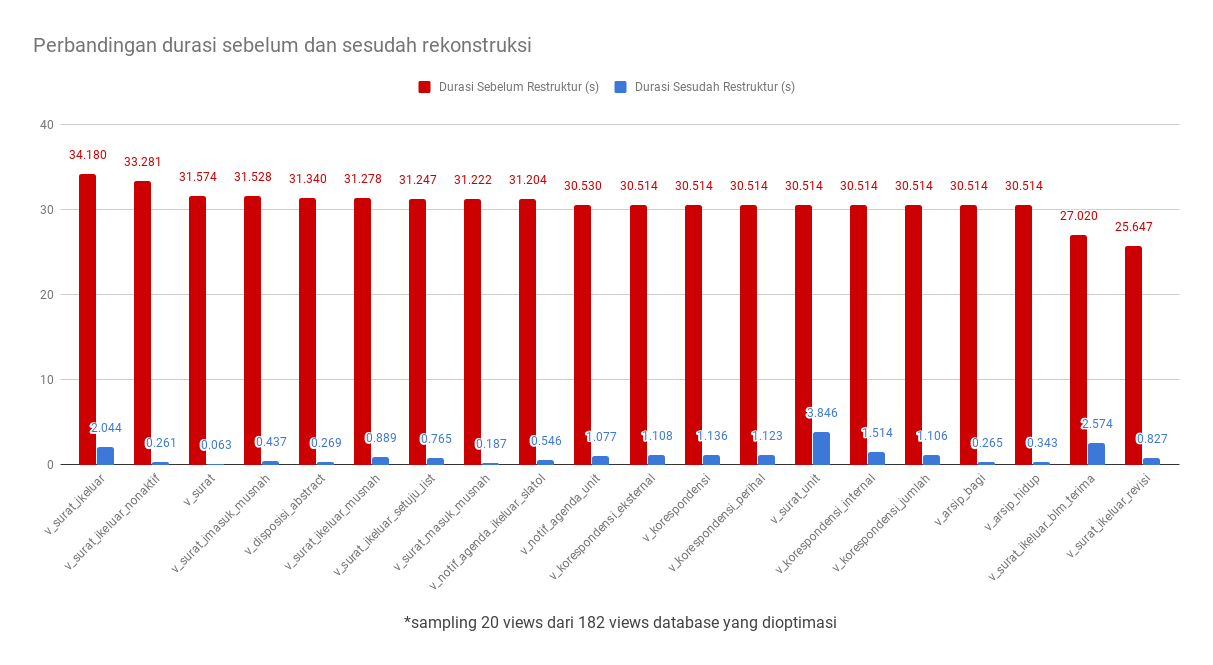 Perbandingan durasi sebelum dan sesudah rekonstruksi
Durasi Sebelum Restruktur (s) Durasi Sesudah Restruktur (s)
40
30
20
10
0
34.180 33.281 31.574 31.528 31.340 31.278 31.247 31.222 31.204 30.530 30.514 30.514 30.514 30.514 30.514 30.514 30.514 30.514 27.020 25.647
2.044 0.261 0.063 0.437 0.269 0.889 0.765 0.187 0.546 1.077 1.108 1.136 1.123 3.846 1.514 1.106 0.265 0.343 2.574 0.827
v_surat_ikeluar
v_surat_ikeluar_nonaktif
v_surat
v_surat_imasuk_musnah
v_disposisi_abstract
v_surat_ikeluar_musnah
v_surat_ikeluar_setuju_list
v_surat_masuk_musnah
v_notif_agenda_ikeluar_slatol
v_notif_agenda_unit
v_korespondensi_eksternal
v_korespondensi
v_korespondensi_perihal
v_surat_unit
v_korespondensi_internal
v_korespondensi_jumlah
v_arsip_bagi
v_arsip_hidup
v_surat_ikeluar_blm_terima
v_surat_ikeluar_revisi
*sampling 20 views dari 182 views database yang dioptimasi